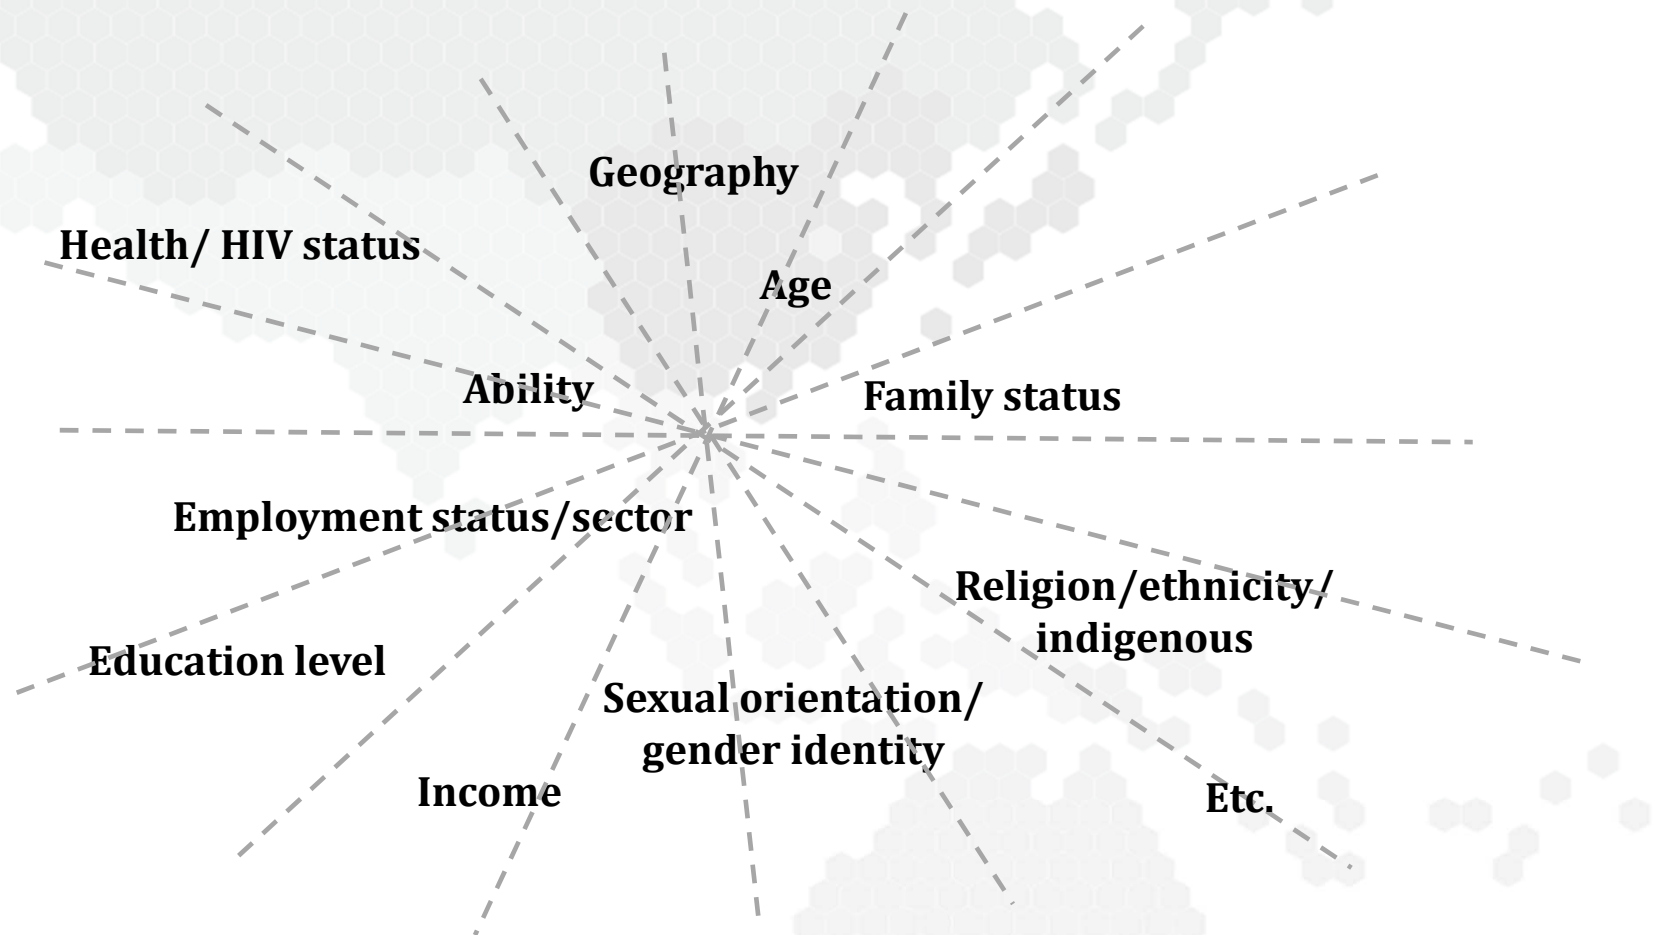 Geography
Health/ HIV status
Age
Ability
Family status
Employment status/sector
Religion/ethnicity/
indigenous
Education level
Sexual orientation/
gender identity
Income
Etc.